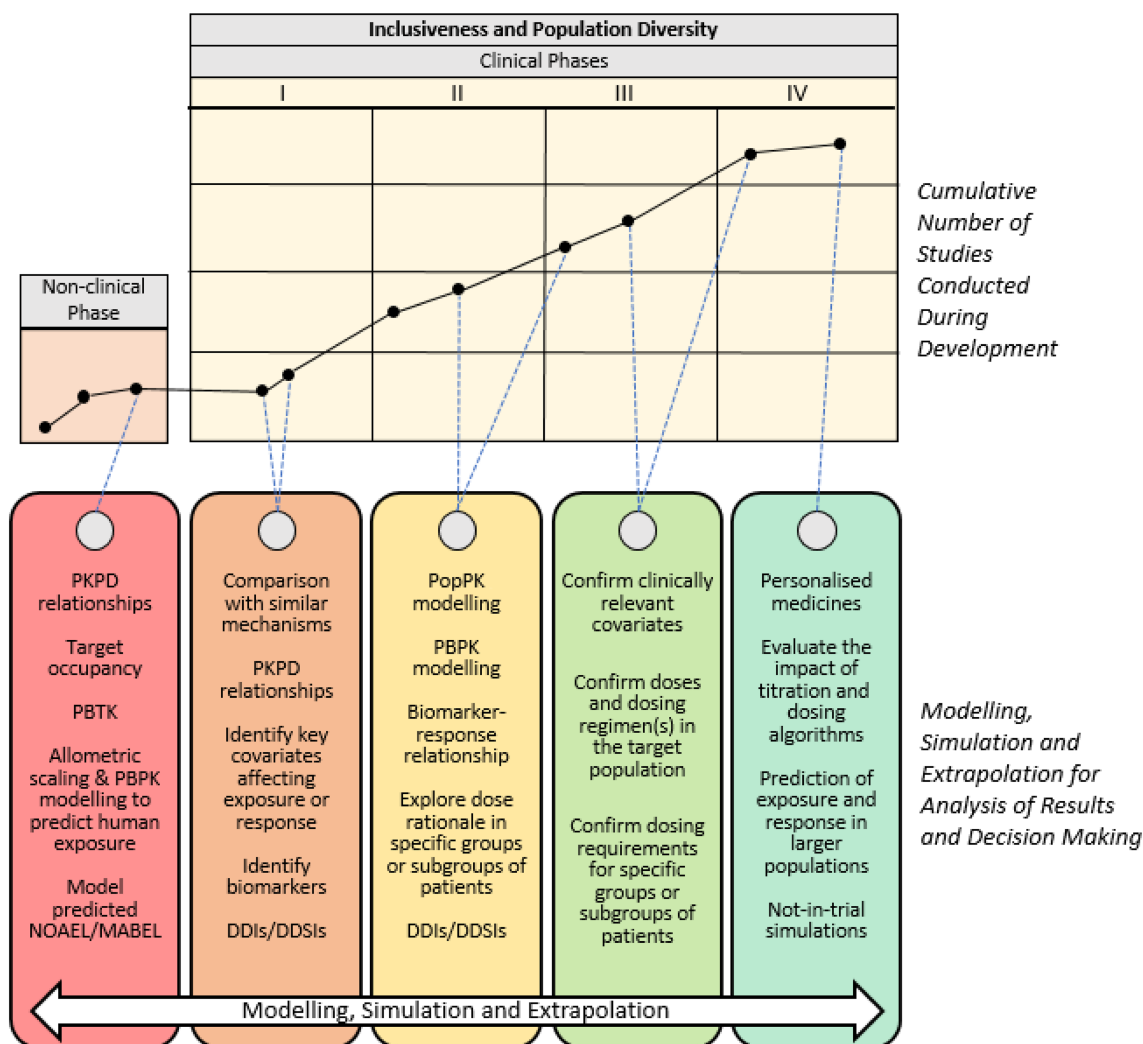 Inclusiveness and Population Diversity
Clinical Phases
I
II
III
IV
Non-clinical
Phase
Cumulative
Number of
Studies
Conducted
During
Development
PKPD
relationships
Target
occupancy
PBTK
Allometric
scaling & PBPK
modelling to
predict human
exposure
Model
predicted
NOAEL/MABEL
Comparison
with similar
mechanisms
PKPD
relationships
Identify key
covariates
affecting
exposure or
response
Identify
biomarkers
DDIs/DDSIs
PopPK
modelling
PBPK
modelling
Biomarker-
response
relationship
Explore dose
rationale in
specific groups
or subgroups of
patients
DDIs/DDSIs
Confirm clinically
relevant
covariates
Confirm doses
and dosing
regimen(s) in
the target
population
Confirm dosing
requirements
for specific
groups or
subgroups of
patients
Personalised
medicines
Evaluate the
impact of
titration and
dosing
algorithms
Prediction of
exposure and
response in
larger
populations
Not-in-trial
simulations
Modelling,
Simulation and
Extrapolation for
Analysis of Results
and Decision Making
Modelling, Simulation and Extrapolation